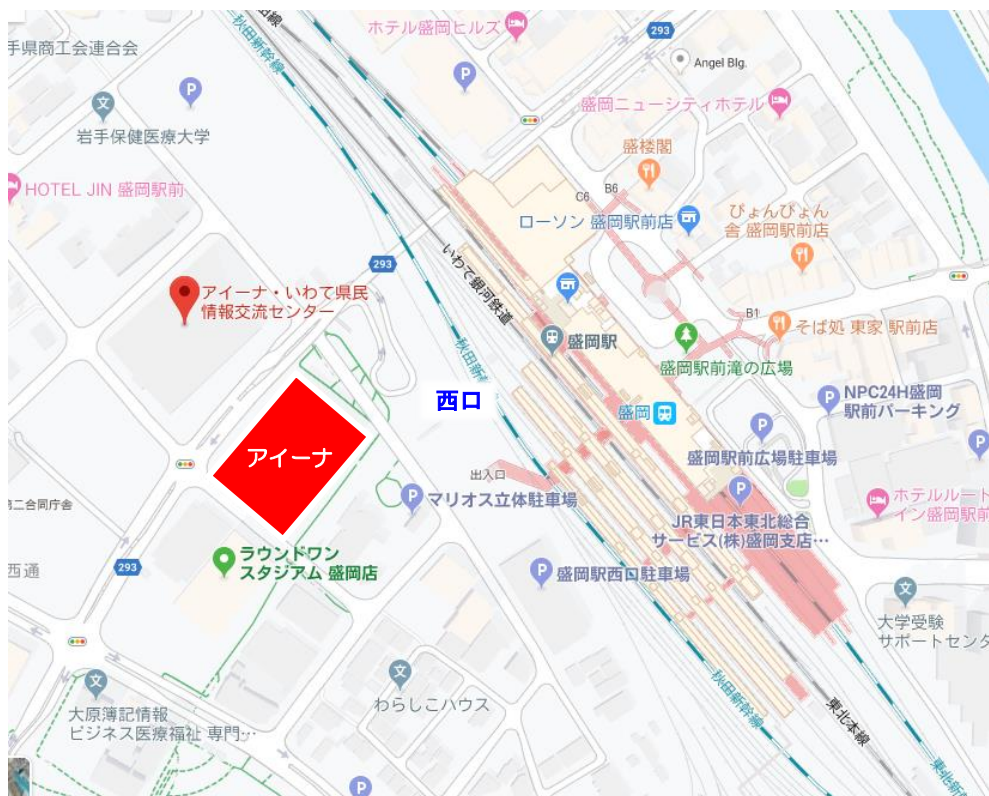 ホテル盛岡ヒルズ
293
Angel Blg.
手県商工会連合会
秋田新幹線
P
P
盛岡ニューシティホテル
文
岩手保健医療大学
盛楼閣
B6
C6
HOTEL JIN 盛岡駅前
ローソン 盛岡駅前店
ぴょんぴょん
舎 盛岡駅前店
いわて銀河鉄道
293
アイーナ・いわて県民
情報交流センター
B1
そば処 東家 駅前店
盛岡駅
秋田新幹
盛岡駅前滝の広場
西口
NPC24H盛岡
駅前パーキング
P
盛岡
P
P
アイーナ
盛岡駅前広場駐車場
出入口
P
マリオス立体駐車場
P
ホテルルート
イン盛岡駅前
JR東日本東北総合
サービス(株)盛岡支店…
第二合同庁舎
ラウンドワン
スタジアム 盛岡店
293
西通
P
盛岡駅西口駐車場
文
大学受験
サポートセンタ
文
わらしこハウス
文
大原簿記情報
ビジネス医療福祉 専門…
秋田新幹線
東北本線
東北新
P